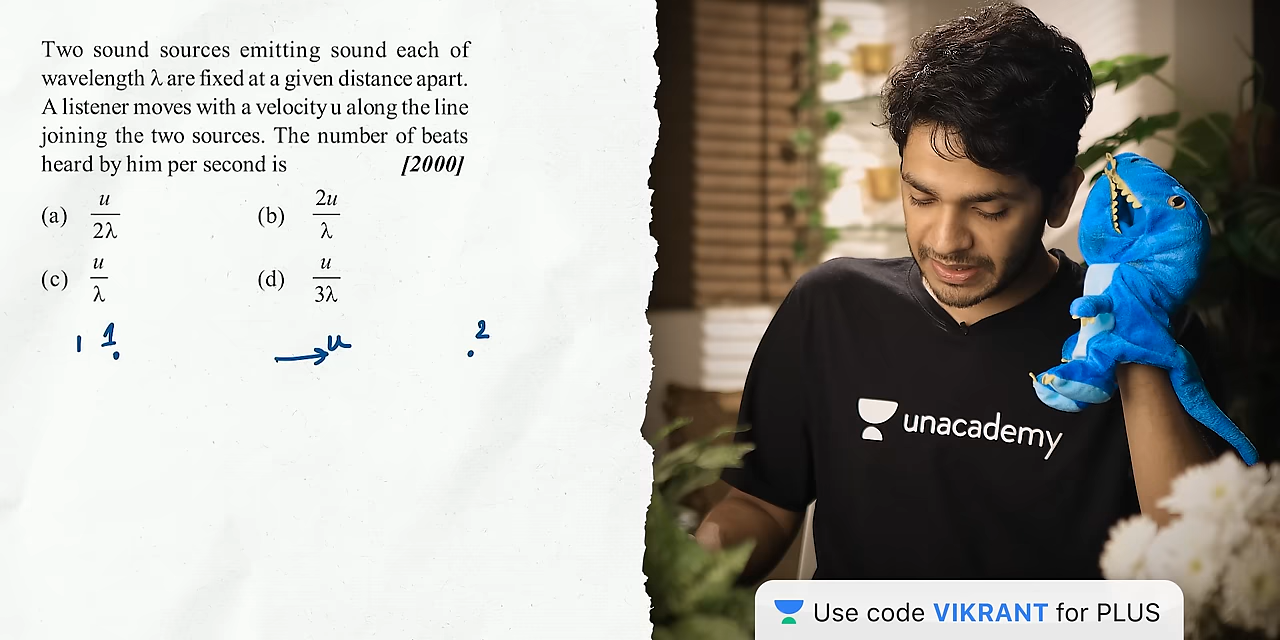 Two sound sources emitting sound each of
wavelength λ are fixed at a given distance apart.
A listener moves with a velocity u along the line
joining the two sources. The number of beats
heard by him per second is [2000]
(a) u/2λ (b) 2u/λ
(c) u/λ (d) u/3λ
1 1 u 2
unacademy
Use code VIKRANT for PLUS